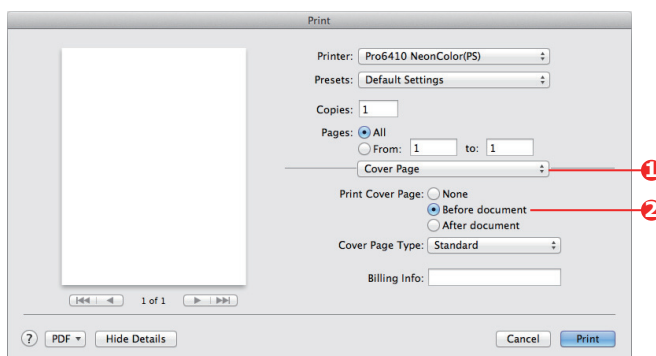 Print
Printer: Pro6410 NeonColor(PS)
Presets: Default Settings
Copies: 1
Pages: All
From: 1 to: 1
Cover Page
1
Print Cover Page: None
Before document
2
After document
Cover Page Type: Standard
Billing Info:
1 of 1
? PDF Hide Details Cancel Print